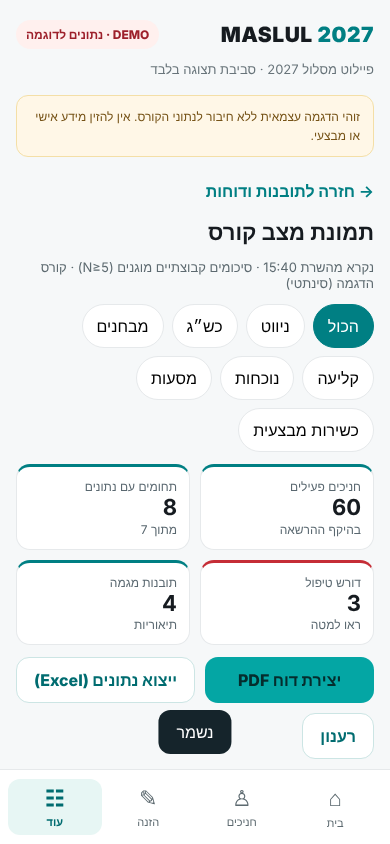 MASLUL 2027
DEMO · נתונים לדוגמה
פיילוט מסלול 2027 · סביבת תצוגה בלבד
זוהי הדגמה עצמאית ללא חיבור לנתוני הקורס. אין להזין מידע אישי
או מבצעי.
→ חזרה לתובנות ודוחות
תמונת מצב קורס
נקרא מהשרת 15:40 · סיכומים קבוצתיים מוגנים (N≥5) · קורס
הדגמה (סינתטי)
הכול
ניווט
כש״ג
מבחנים
קליעה
נוכחות
מסעות
כשירות מבצעית
חניכים פעילים
60
בהיקף ההרשאה
תחומים עם נתונים
8
מתוך 7
דורש טיפול
3
ראו למטה
תובנות מגמה
4
תיאוריות
יצירת דוח PDF
ייצוא נתונים (Excel)
רענון
נשמר
בית
חניכים
הזנה
עוד